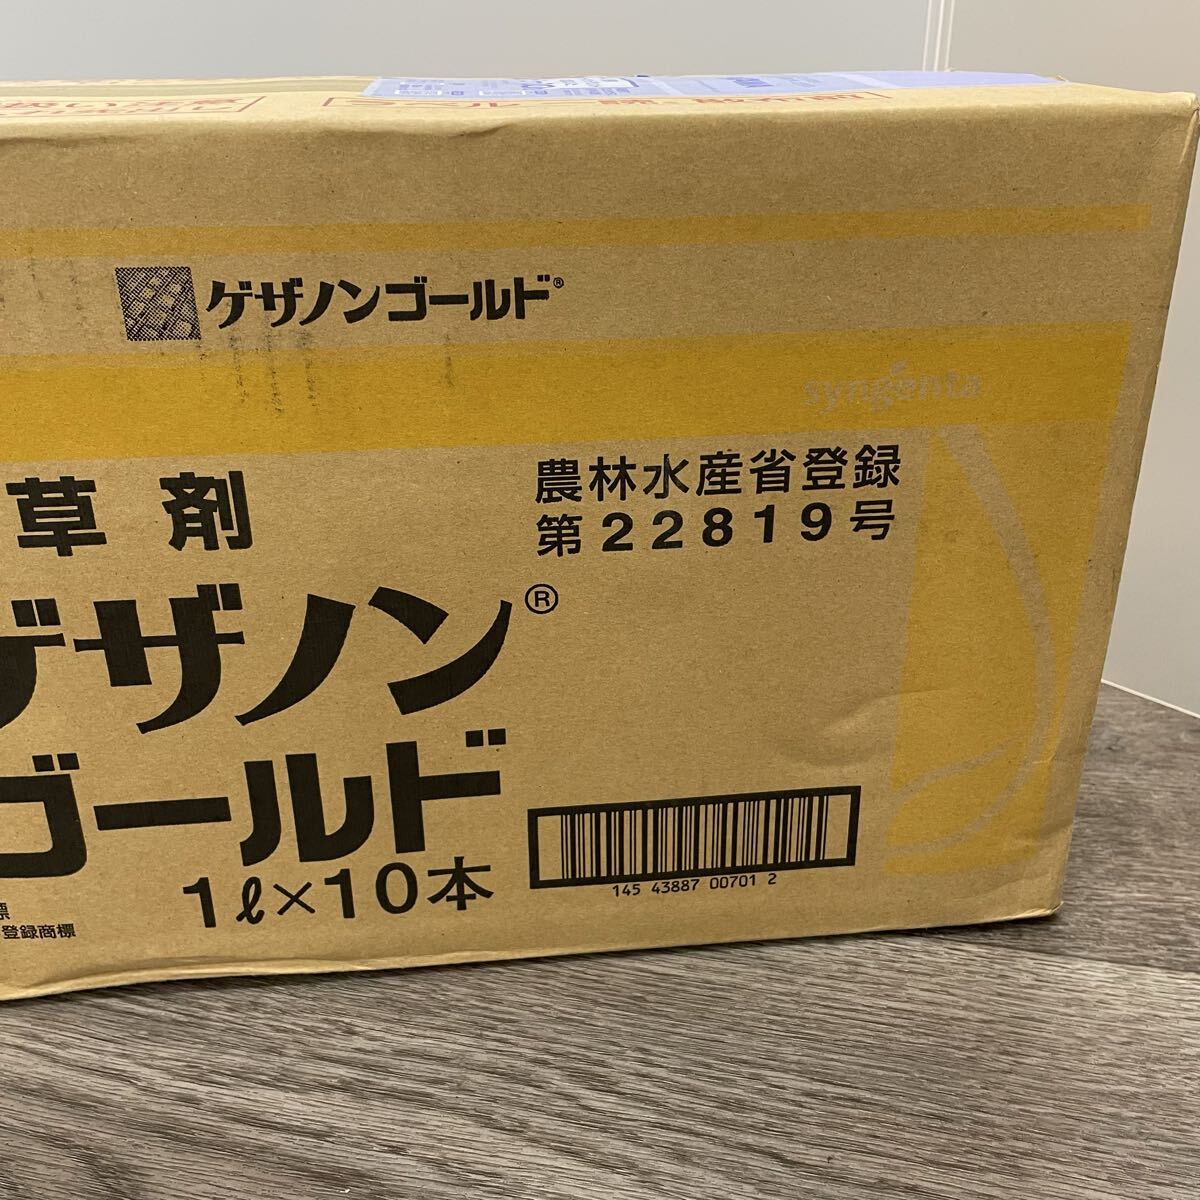 ゲザノンゴールド®
syngenta
草剤
農林水産省登録
第22819号
ゲザノン®
ゴールド
1ℓ×10本
145 43887 00701 2
標
登録商標